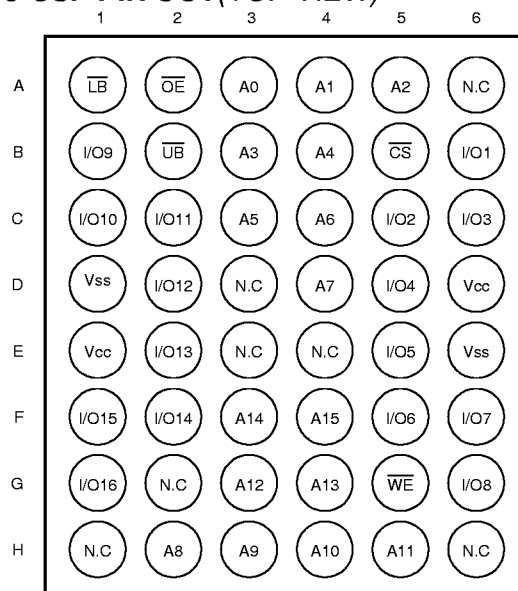 (TOP VIEW)
1 2 3 4 5 6
A LB OE A0 A1 A2 N.C
B I/O9 UB A3 A4 CS I/O1
C I/O10 I/O11 A5 A6 I/O2 I/O3
D Vss I/O12 N.C A7 I/O4 Vcc
E Vcc I/O13 N.C N.C I/O5 Vss
F I/O15 I/O14 A14 A15 I/O6 I/O7
G I/O16 N.C A12 A13 WE I/O8
H N.C A8 A9 A10 A11 N.C